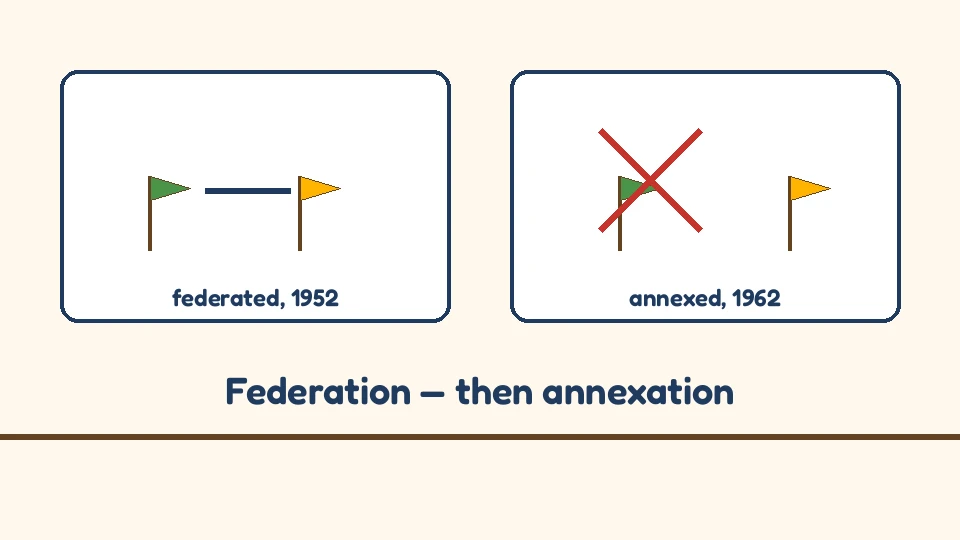 federated, 1952
annexed, 1962
Federation — then annexation